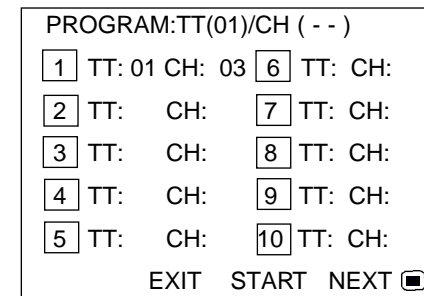 PROGRAM:TT(01)/CH ( - - )
1 TT: 01 CH: 03 6 TT: CH:
2 TT: CH: 7 TT: CH:
3 TT: CH: 8 TT: CH:
4 TT: CH: 9 TT: CH:
5 TT: CH: 10 TT: CH:
EXIT START NEXT